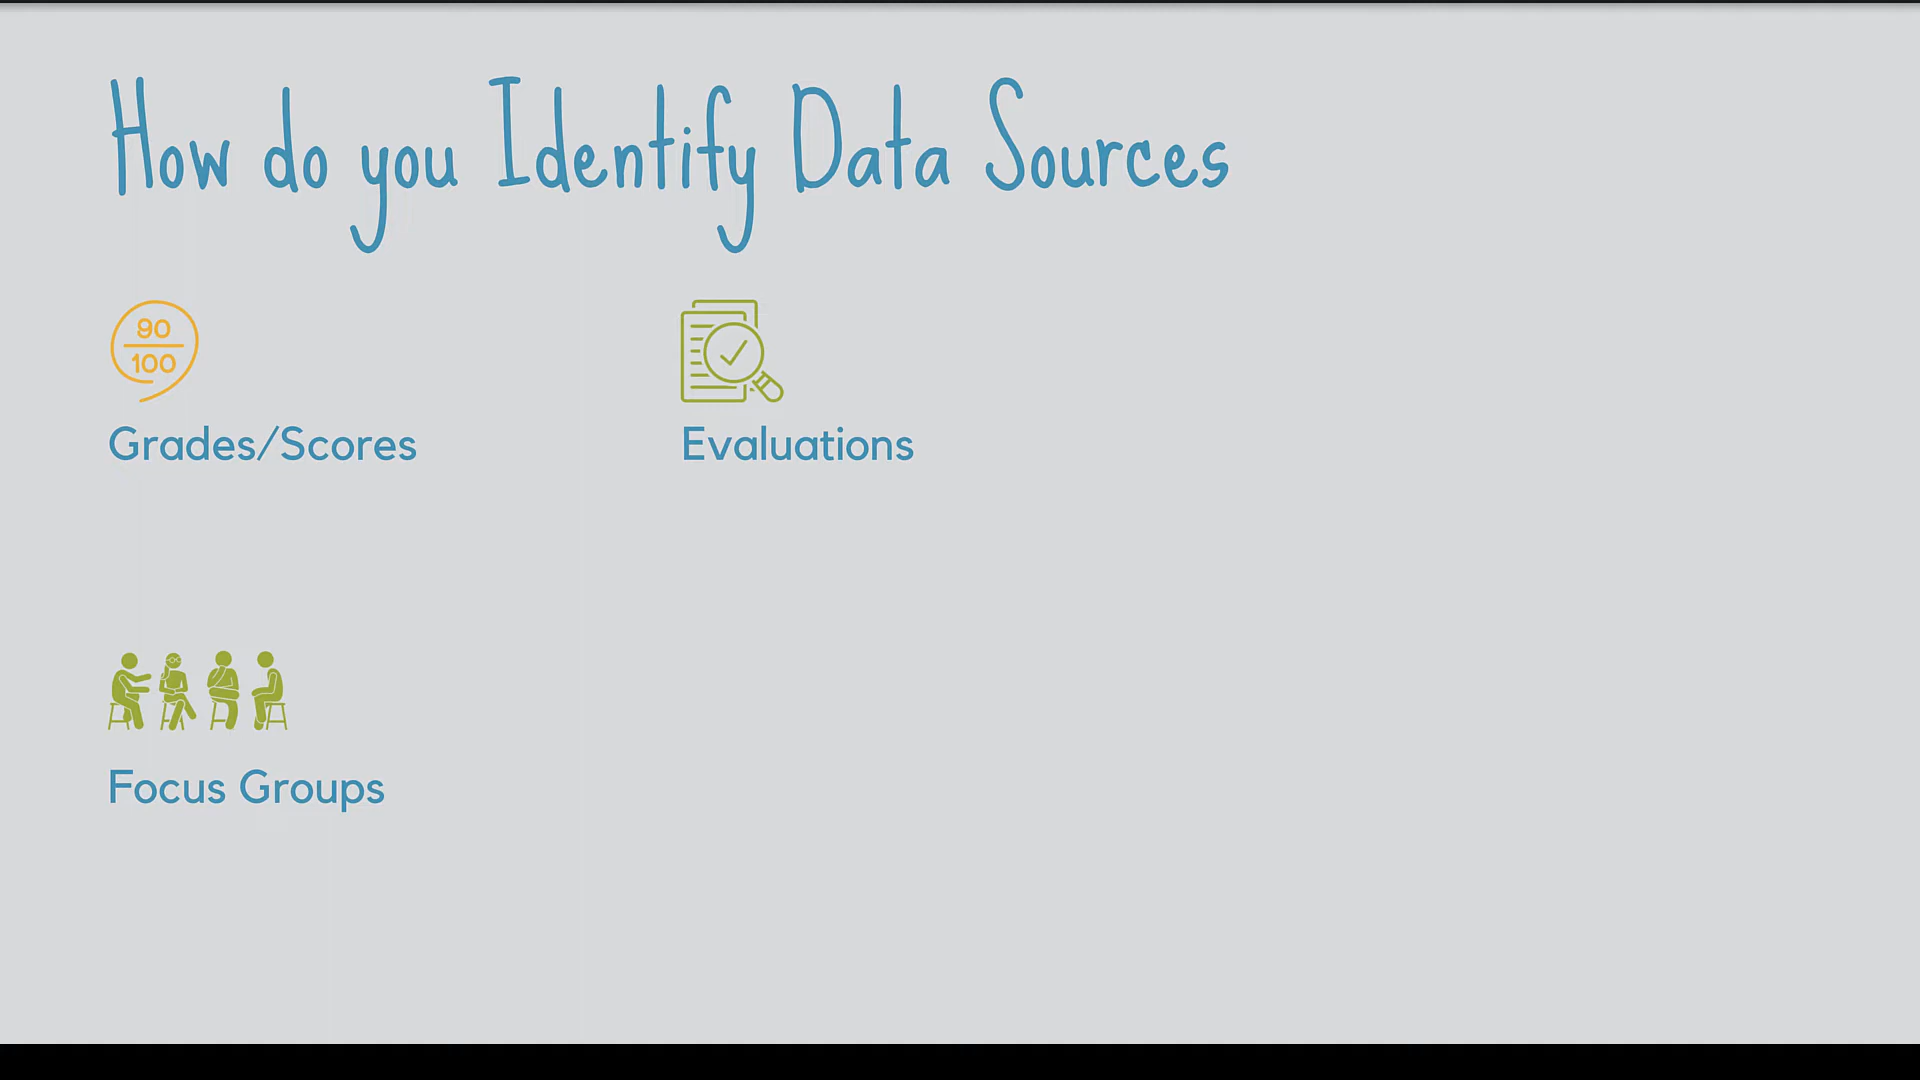 How do you Identify Data Sources
90
100
Grades/Scores
Evaluations
Focus Groups